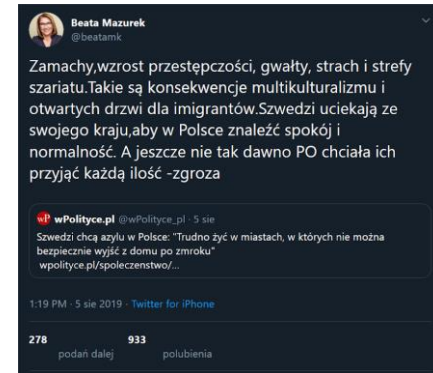 Beata Mazurek
@beatamk
Zamachy,wzrost przestępczości, gwałty, strach i strefy
szariatu.Takie są konsekwencje multikulturalizmu i
otwartych drzwi dla imigrantów.Szwedzi uciekają ze
swojego kraju,aby w Polsce znaleźć spokój i
normalność. A jeszcze nie tak dawno PO chciała ich
przyjąć każdą ilość -zgroza
wP wPolityce.pl @wPolityce_pl · 5 sie
Szwedzi chcą azylu w Polsce: "Trudno żyć w miastach, w których nie można
bezpiecznie wyjść z domu po zmroku"
wpolityce.pl/spoleczenstwo/...
1:19 PM · 5 sie 2019 · Twitter for iPhone
278 933
podań dalej polubienia